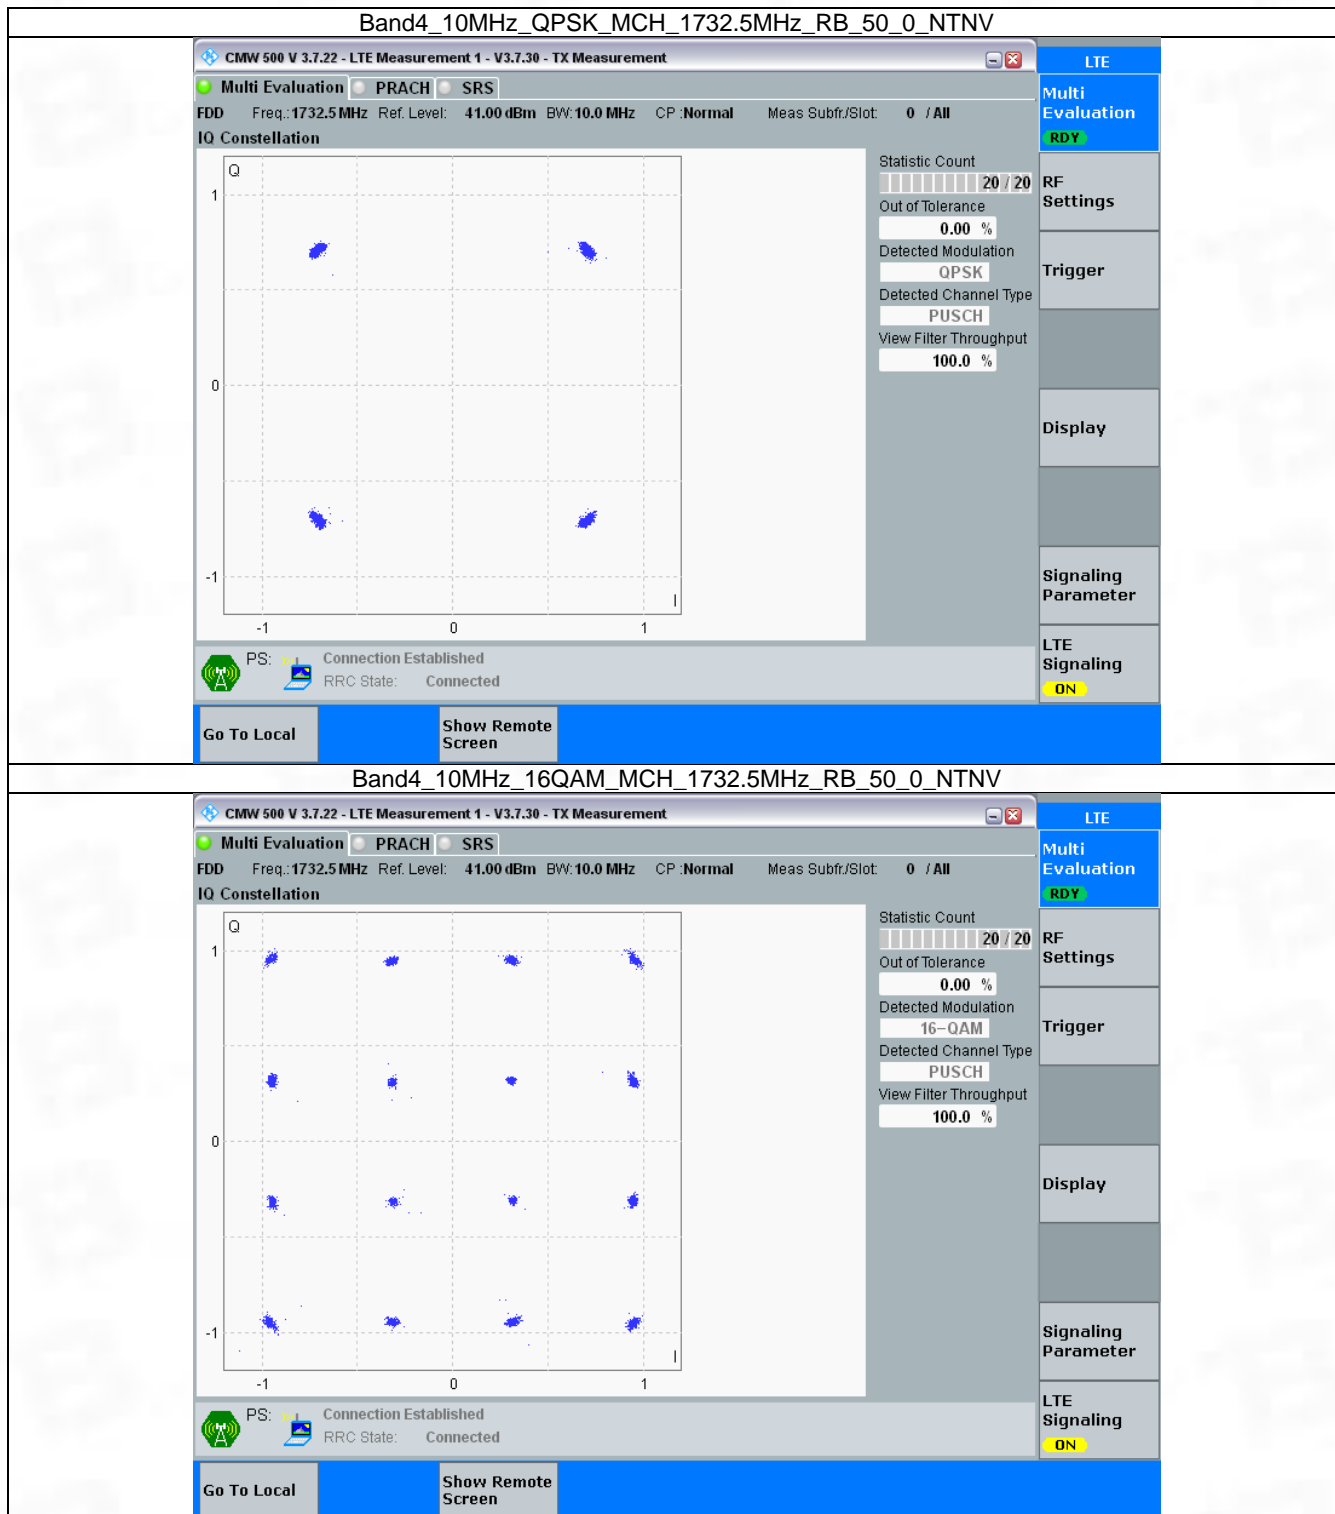 Band4_10MHz_QPSK_MCH_1732.5MHz_RB_50_0_NTNV
CMW 500 V 3.7.22 - LTE Measurement 1 - V3.7.30 - TX Measurement
LTE
Multi Evaluation PRACH SRS
FDD Freq.: 1732.5 MHz Ref. Level: 41.00 dBm BW: 10.0 MHz CP : Normal Meas Subfr./Slot: 0 / All
IQ Constellation
Q
1
0
-1
I
-1 0 1
Statistic Count
20 / 20
Out of Tolerance
0.00 %
Detected Modulation
QPSK
Detected Channel Type
PUSCH
View Filter Throughput
100.0 %
Multi
Evaluation
RDY
RF
Settings
Trigger
Display
Signaling
Parameter
LTE
Signaling
ON
PS: Connection Established
RRC State: Connected
Go To Local
Show Remote
Screen
Band4_10MHz_16QAM_MCH_1732.5MHz_RB_50_0_NTNV
CMW 500 V 3.7.22 - LTE Measurement 1 - V3.7.30 - TX Measurement
LTE
Multi Evaluation PRACH SRS
FDD Freq.: 1732.5 MHz Ref. Level: 41.00 dBm BW: 10.0 MHz CP : Normal Meas Subfr./Slot: 0 / All
IQ Constellation
Q
1
0
-1
I
-1 0 1
Statistic Count
20 / 20
Out of Tolerance
0.00 %
Detected Modulation
16-QAM
Detected Channel Type
PUSCH
View Filter Throughput
100.0 %
Multi
Evaluation
RDY
RF
Settings
Trigger
Display
Signaling
Parameter
LTE
Signaling
ON
PS: Connection Established
RRC State: Connected
Go To Local
Show Remote
Screen